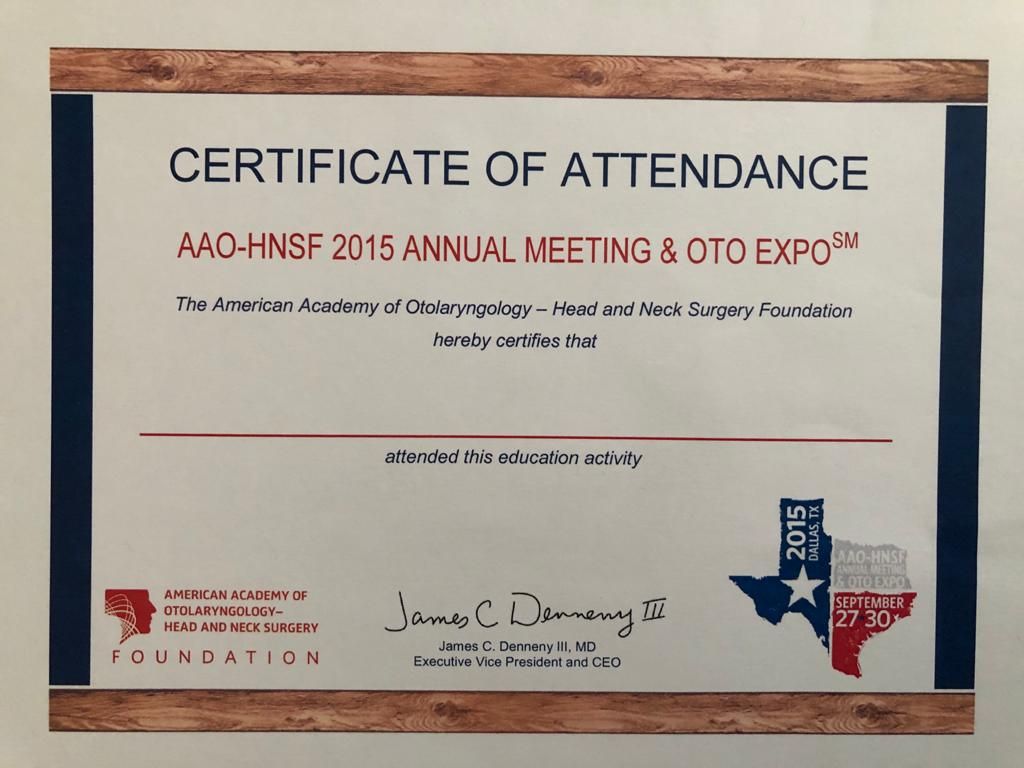 CERTIFICATE OF ATTENDANCE
AAO-HNSF 2015 ANNUAL MEETING & OTO EXPO℠
The American Academy of Otolaryngology – Head and Neck Surgery Foundation
hereby certifies that
attended this education activity
AMERICAN ACADEMY OF
OTOLARYNGOLOGY–
HEAD AND NECK SURGERY
FOUNDATION
James C Denneny III
James C. Denneny III, MD
Executive Vice President and CEO
2015
DALLAS, TX
AAO-HNSF
ANNUAL MEETING
& OTO EXPO
SEPTEMBER
27-30